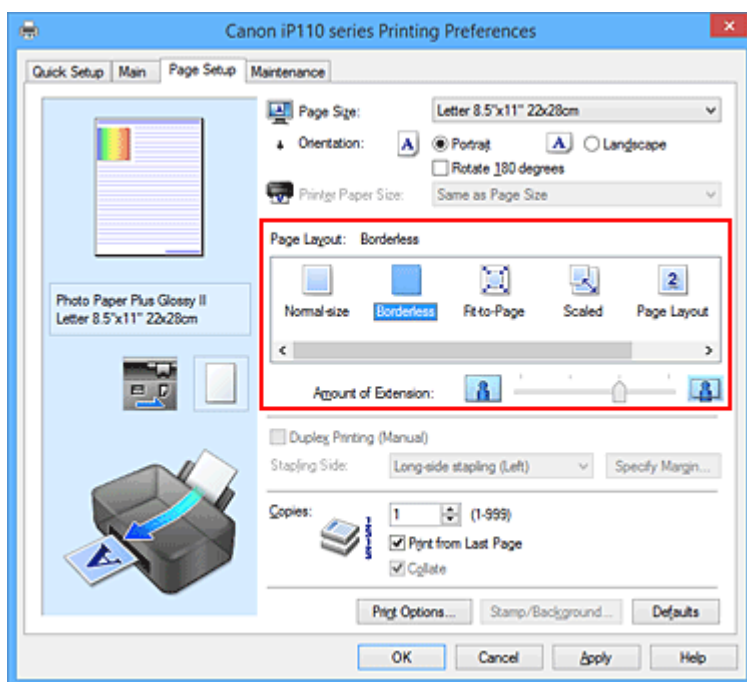 Canon iP110 series Printing Preferences
Quick Setup Main Page Setup Maintenance
Page Size: Letter 8.5"x11" 22x28cm
Orientation: A Portrait A Landscape
Rotate 180 degrees
Printer Paper Size: Same as Page Size
Page Layout: Borderless
2
Normal-size Borderless Fit-to-Page Scaled Page Layout
Photo Paper Plus Glossy II
Letter 8.5"x11" 22x28cm
Amount of Extension:
Duplex Printing (Manual)
Stapling Side: Long-side stapling (Left) Specify Margin...
Copies: 1 (1-999)
Print from Last Page
Collate
A
Print Options... Stamp/Background... Defaults
OK Cancel Apply Help